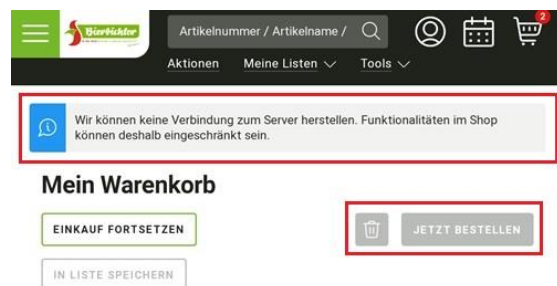 Bierbichler
Artikelnummer / Artikelname /
2
Aktionen Meine Listen Tools
Wir können keine Verbindung zum Server herstellen. Funktionalitäten im Shop
können deshalb eingeschränkt sein.
Mein Warenkorb
EINKAUF FORTSETZEN
JETZT BESTELLEN
IN LISTE SPEICHERN